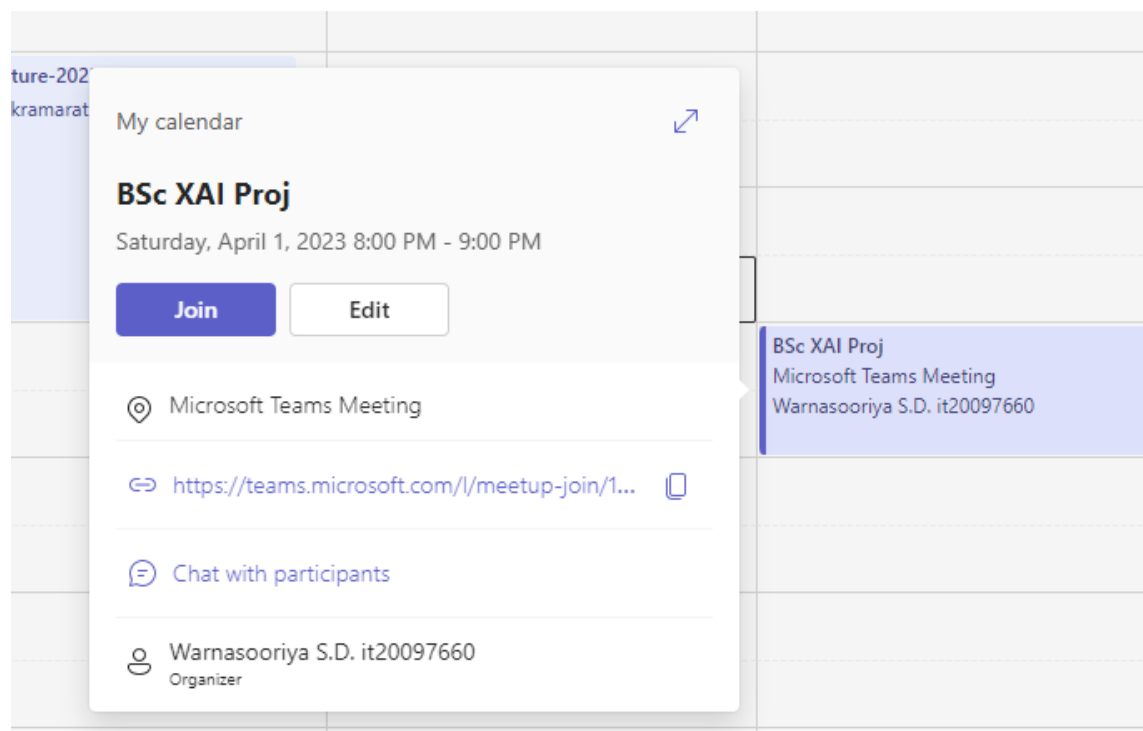 ture-202
kramarat
My calendar
BSc XAI Proj
Saturday, April 1, 2023 8:00 PM - 9:00 PM
Join
Edit
Microsoft Teams Meeting
https://teams.microsoft.com/l/meetup-join/1...
Chat with participants
Warnasooriya S.D. it20097660
Organizer
BSc XAI Proj
Microsoft Teams Meeting
Warnasooriya S.D. it20097660